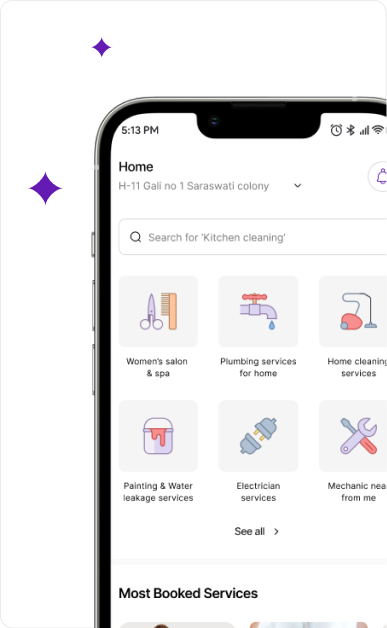 5:13 PM
Home
H-11 Gali no 1 Saraswati colony
Search for 'Kitchen cleaning'
Women's salon
& spa
Plumbing services
for home
Home cleaning
services
Painting & Water
leakage services
Electrician
services
Mechanic nea
from me
See all
Most Booked Services